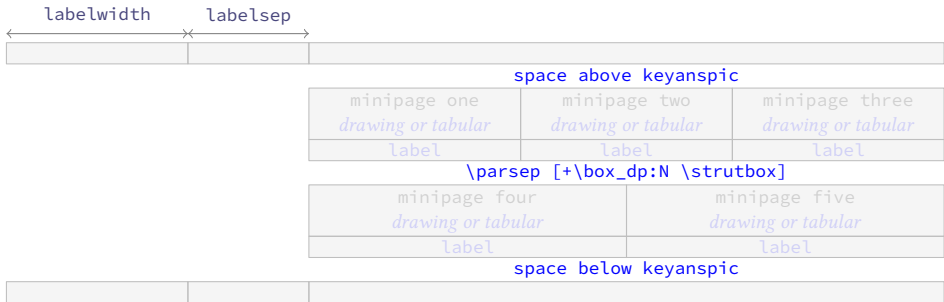 labelwidth labelsep
space above keyanspic
minipage one minipage two minipage three
drawing or tabular drawing or tabular drawing or tabular
label label label
\parsep [+\box_dp:N \strutbox]
minipage four minipage five
drawing or tabular drawing or tabular
label label
space below keyanspic